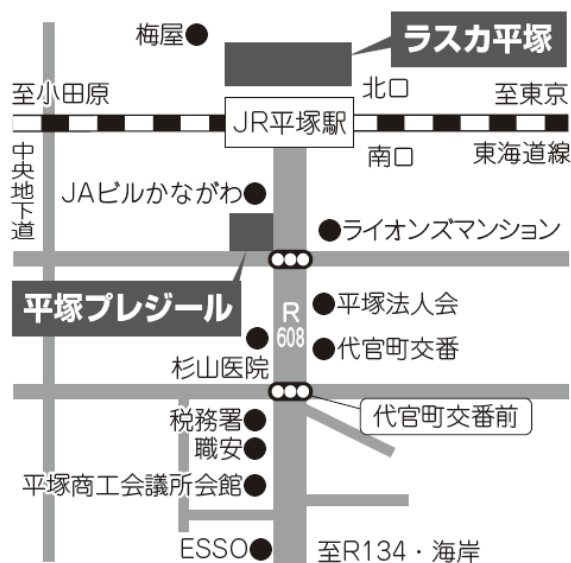 梅屋
ラスカ平塚
至小田原
北口
至東京
JR平塚駅
中央地下道
南口
東海道線
JAビルかながわ
ライオンズマンション
平塚プレジール
R
608
平塚法人会
代官町交番
杉山医院
代官町交番前
税務署
職安
平塚商工会議所会館
ESSO
至R134・海岸